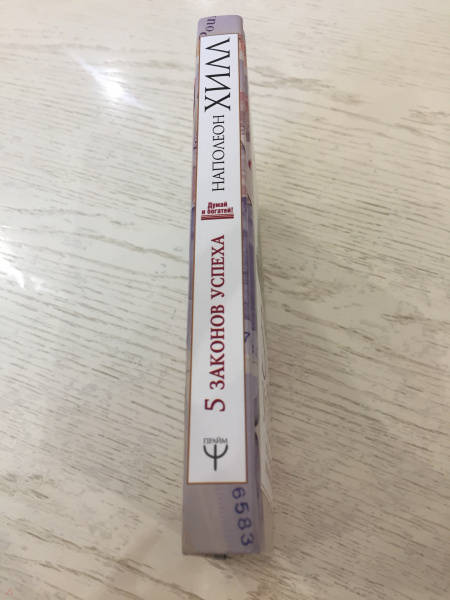 НАПОЛЕОН ХИЛЛ
Думай
и богатей!
5 ЗАКОНОВ УСПЕХА
ПРАЙМ
6583